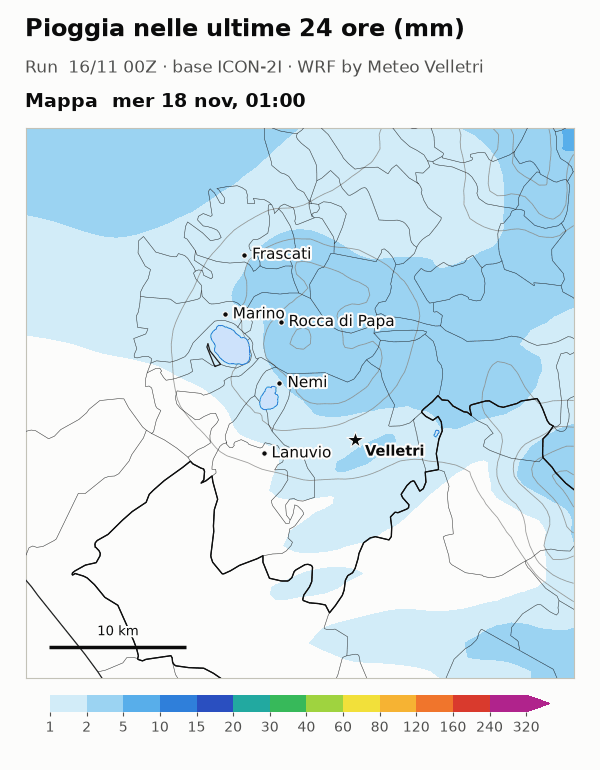 Pioggia nelle ultime 24 ore (mm)
Run 16/11 00Z · base ICON-2I · WRF by Meteo Velletri
Mappa mer 18 nov, 01:00
Frascati
Marino
Rocca di Papa
Nemi
Velletri
Lanuvio
10 km
1 2 5 10 15 20 30 40 60 80 120 160 240 320